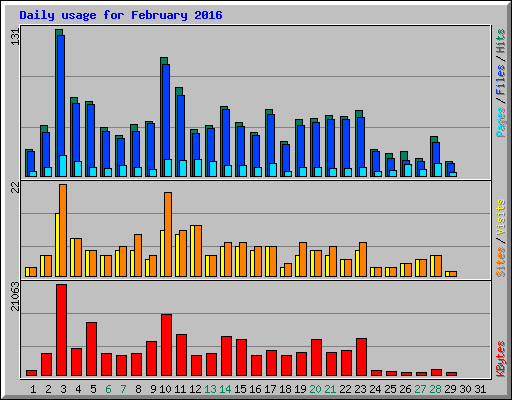 Daily usage for February 2016
131
Pages / Files / Hits
22
Sites / Visits
21063
KBytes
1 2 3 4 5 6 7 8 9 10 11 12 13 14 15 16 17 18 19 20 21 22 23 24 25 26 27 28 29 30 31